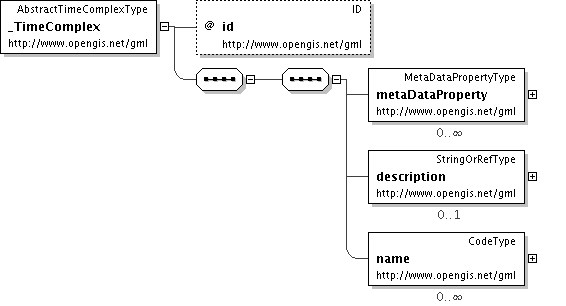 AbstractTimeComplexType
_TimeComplex
http://www.opengis.net/gml
ID
@ id
http://www.opengis.net/gml
MetaDataPropertyType
metaDataProperty
http://www.opengis.net/gml
0..∞
StringOrRefType
description
http://www.opengis.net/gml
0..1
CodeType
name
http://www.opengis.net/gml
0..∞